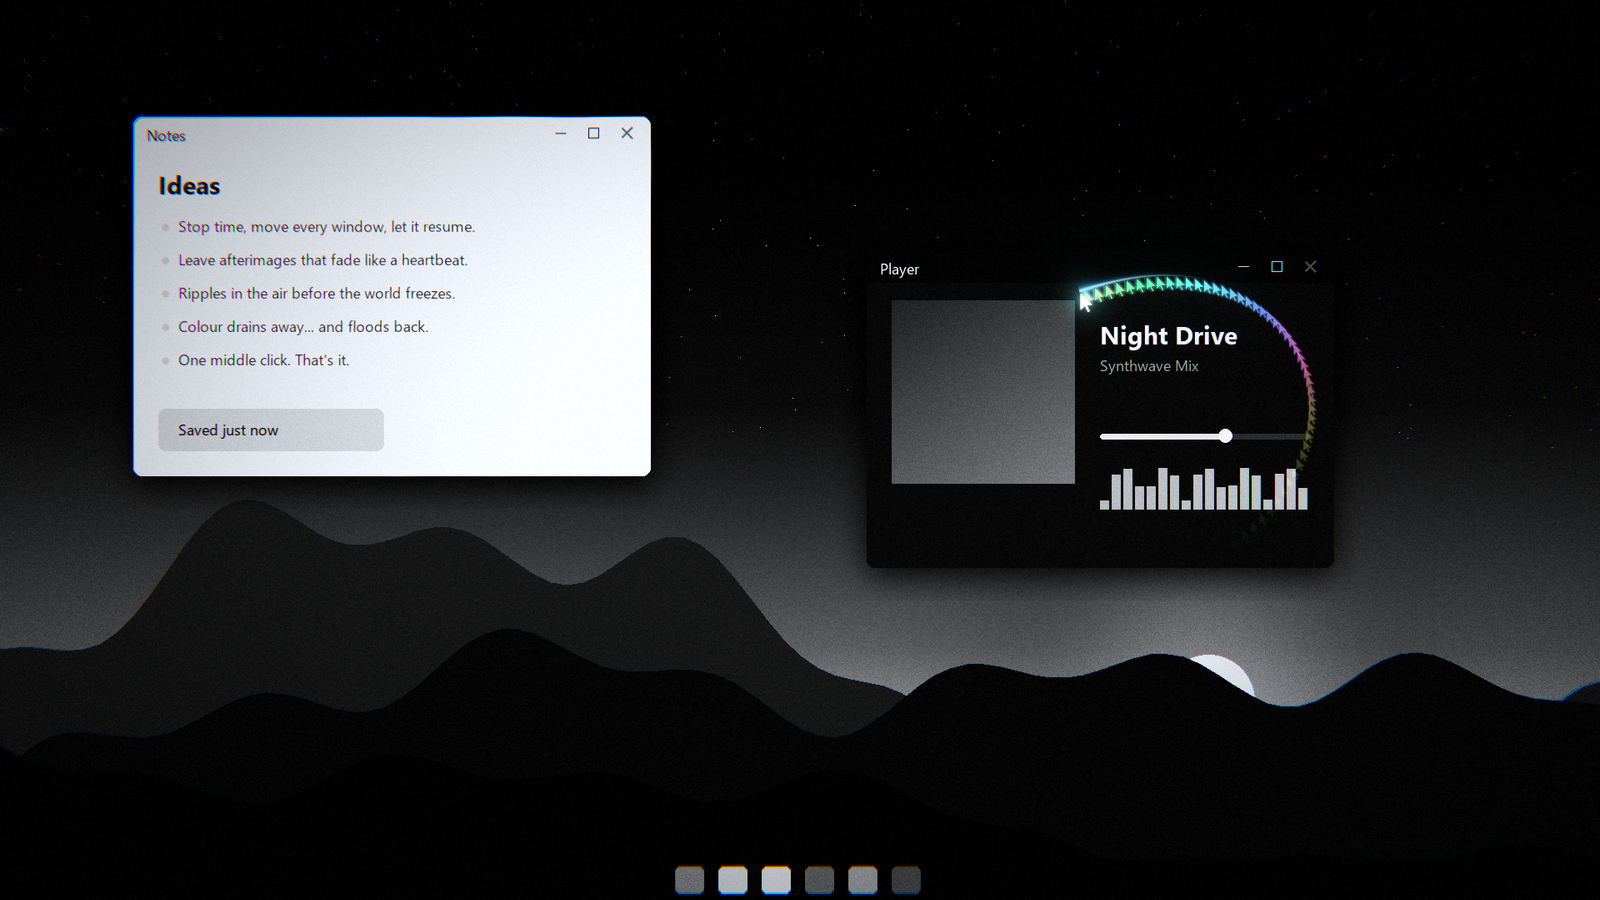 Notes
Ideas
Stop time, move every window, let it resume.
Leave afterimages that fade like a heartbeat.
Ripples in the air before the world freezes.
Colour drains away... and floods back.
One middle click. That's it.
Saved just now
Player
Night Drive
Synthwave Mix